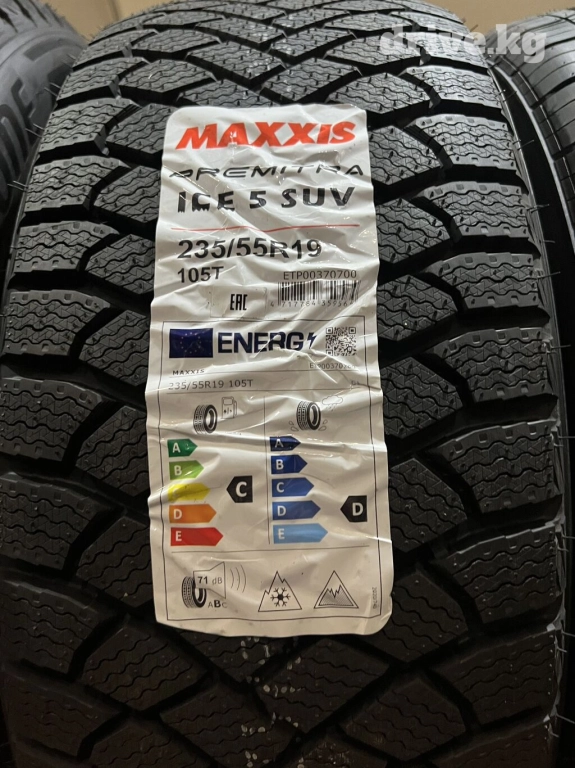 drive.kg
MAXXIS
PREMITRA
ICE 5 SUV
235/55R19
105T
ETP00370700
EAC
ENERG
MAXXIS
235/55R19 105T
A
B
C
D
E
C
A
B
C
D
E
D
71 dB
ABC